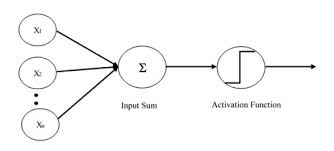 X1
X2
Σ
Xn
Input Sum
Activation Function